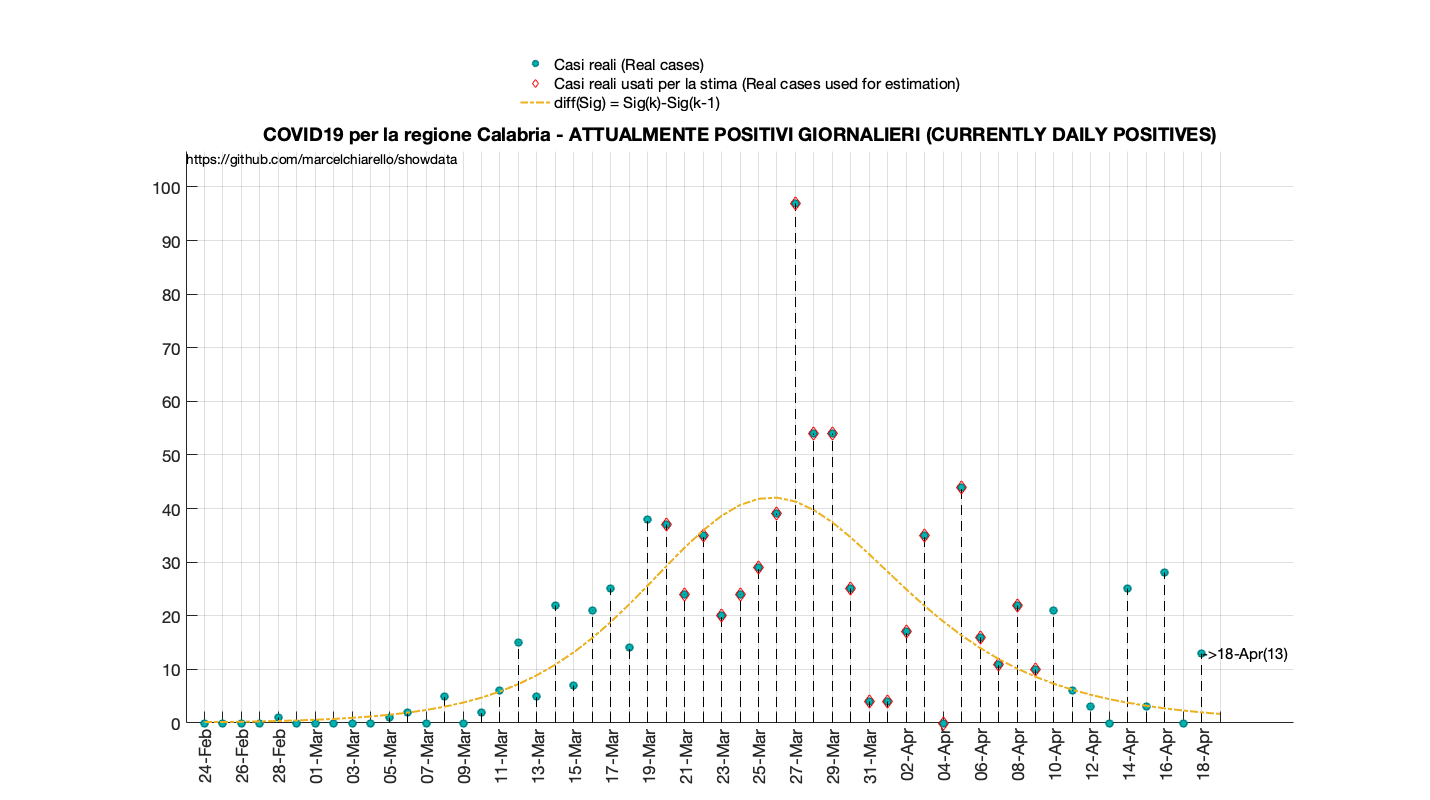 Casi reali (Real cases)
Casi reali usati per la stima (Real cases used for estimation)
diff(Sig) = Sig(k)-Sig(k-1)
COVID19 per la regione Calabria - ATTUALMENTE POSITIVI GIORNALIERI (CURRENTLY DAILY POSITIVES)
https://github.com/marcelchiarello/showdata
100
90
80
70
60
50
40
30
20
10
0
->18-Apr(13)
24-Feb
26-Feb
28-Feb
01-Mar
03-Mar
05-Mar
07-Mar
09-Mar
11-Mar
13-Mar
15-Mar
17-Mar
19-Mar
21-Mar
23-Mar
25-Mar
27-Mar
29-Mar
31-Mar
02-Apr
04-Apr
06-Apr
08-Apr
10-Apr
12-Apr
14-Apr
16-Apr
18-Apr